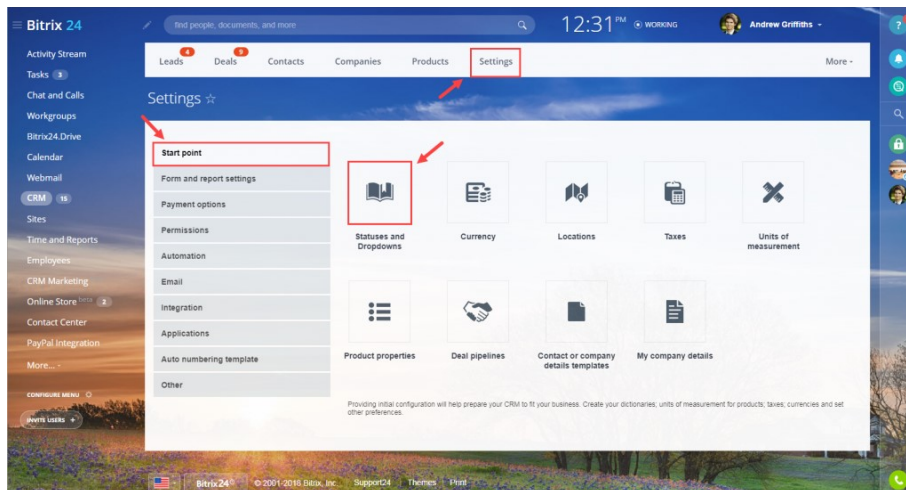 Bitrix 24
find people, documents, and more
12:31 PM
WORKING
Andrew Griffiths
?
Activity Stream
Tasks 3
Chat and Calls
Workgroups
Bitrix24.Drive
Calendar
Webmail
CRM 15
Sites
Time and Reports
Employees
CRM Marketing
Online Store beta 2
Contact Center
PayPal Integration
More...
CONFIGURE MENU
INVITE USERS +
4
9
Leads Deals Contacts Companies Products Settings More
Settings
Start point
Form and report settings
Payment options
Permissions
Automation
Email
Integration
Applications
Auto numbering template
Other
Statuses and
Dropdowns
Currency
Locations
Taxes
Units of
measurement
Product properties
Deal pipelines
Contact or company
details templates
My company details
Providing initial configuration will help prepare your CRM to fit your business. Create your dictionaries; units of measurement for products; taxes; currencies and set
other preferences.
Bitrix24 © 2001-2018 Bitrix, Inc. Support24 Themes Print